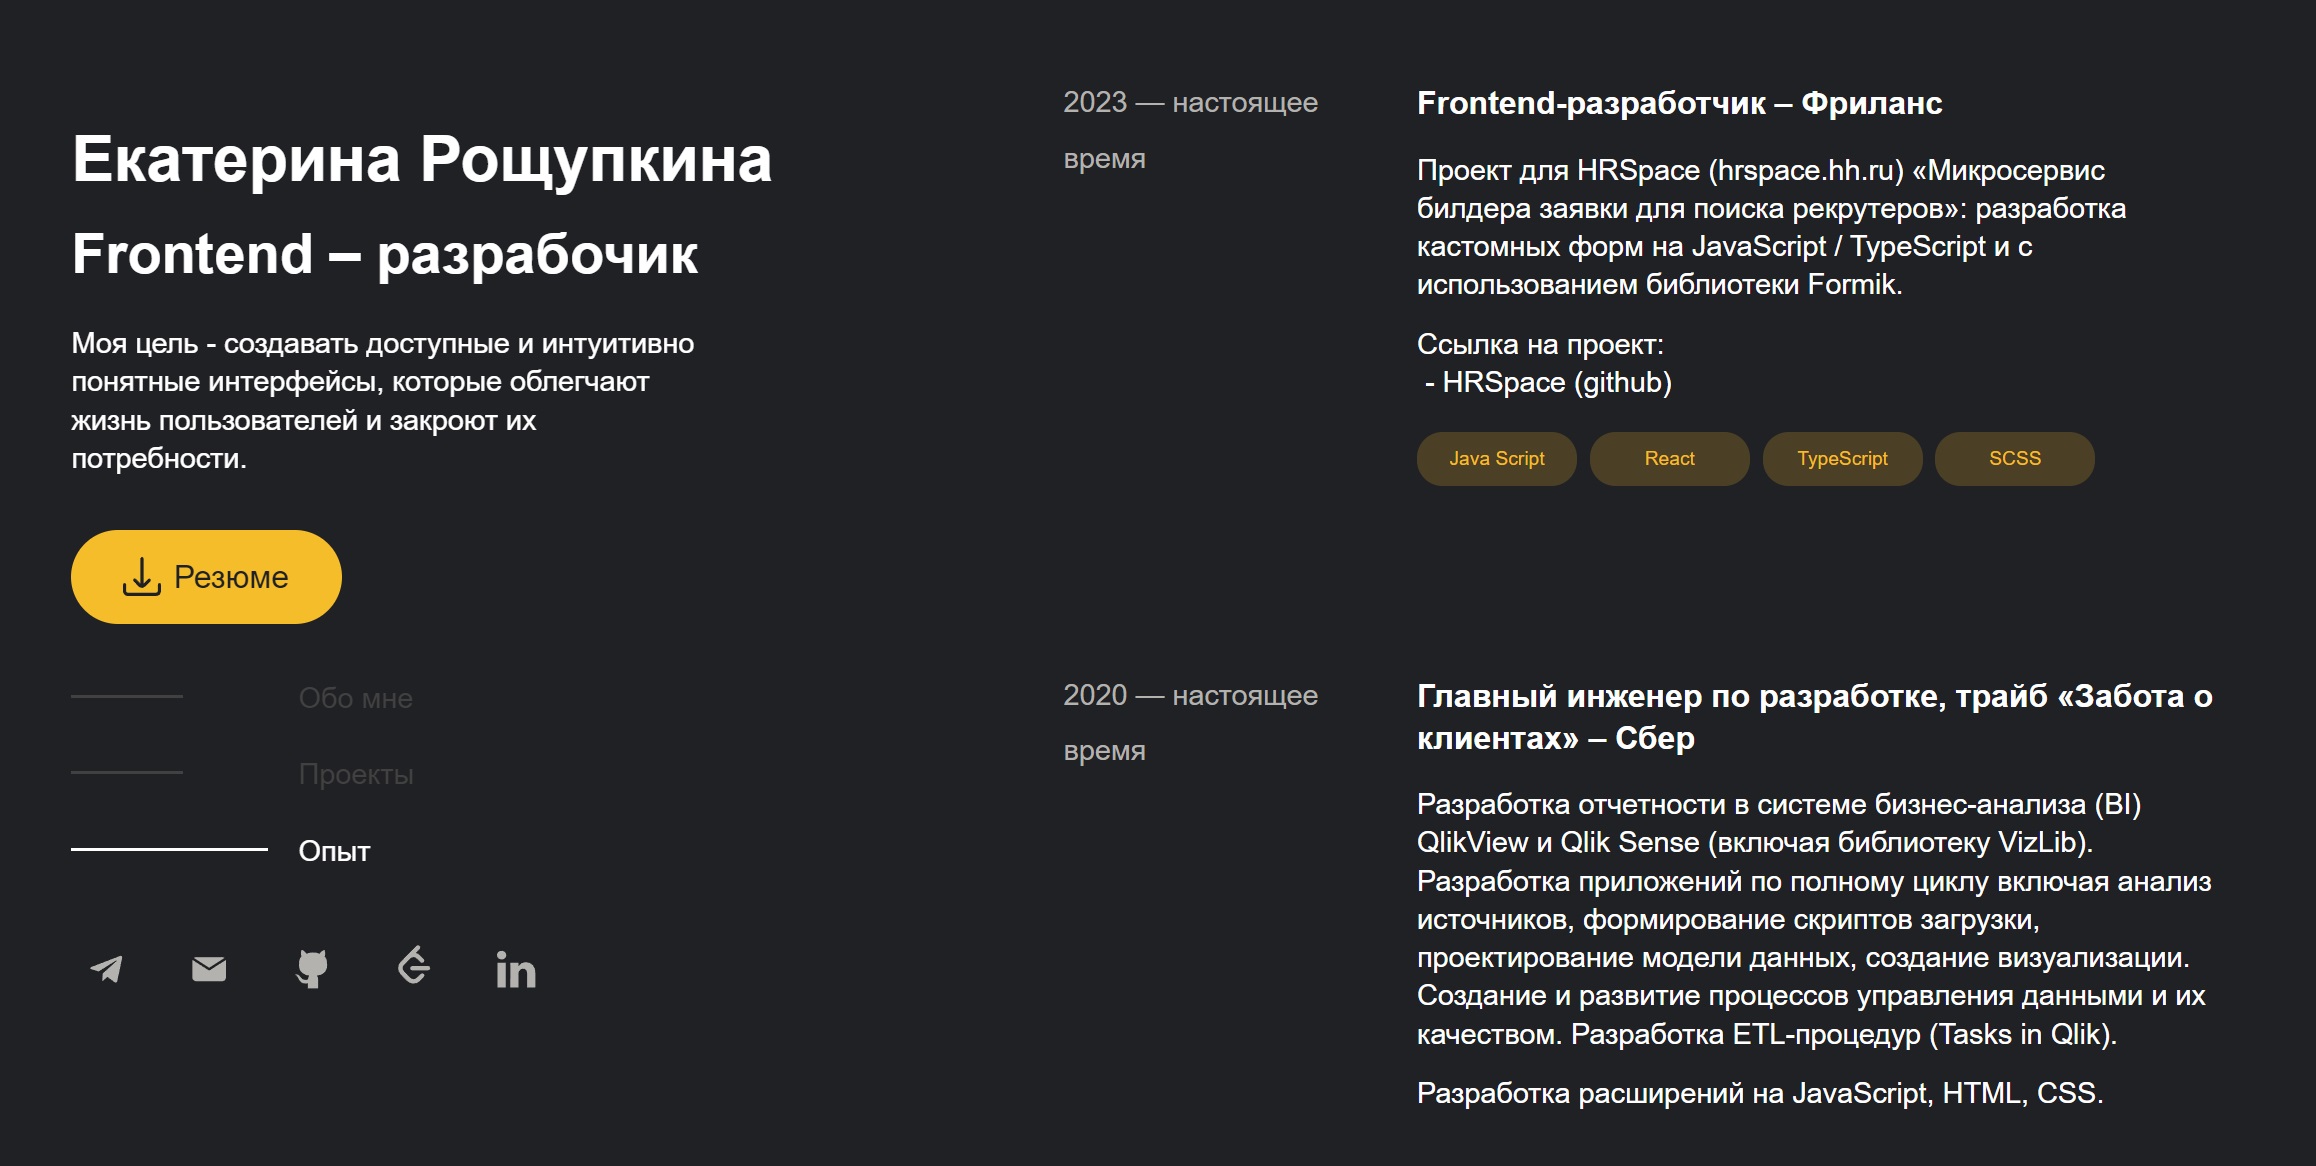 Екатерина Рощупкина
Frontend – разрабочик
Моя цель - создавать доступные и интуитивно
понятные интерфейсы, которые облегчают
жизнь пользователей и закроют их
потребности.
Резюме
Обо мне
Проекты
Опыт
in
2023 — настоящее
время
Frontend-разработчик – Фриланс
Проект для HRSpace (hrspace.hh.ru) «Микросервис
билдера заявки для поиска рекрутеров»: разработка
кастомных форм на JavaScript / TypeScript и с
использованием библиотеки Formik.
Ссылка на проект:
- HRSpace (github)
Java Script
React
TypeScript
SCSS
2020 — настоящее
время
Главный инженер по разработке, трайб «Забота о
клиентах» – Сбер
Разработка отчетности в системе бизнес-анализа (BI)
QlikView и Qlik Sense (включая библиотеку VizLib).
Разработка приложений по полному циклу включая анализ
источников, формирование скриптов загрузки,
проектирование модели данных, создание визуализации.
Создание и развитие процессов управления данными и их
качеством. Разработка ETL-процедур (Tasks in Qlik).
Разработка расширений на JavaScript, HTML, CSS.